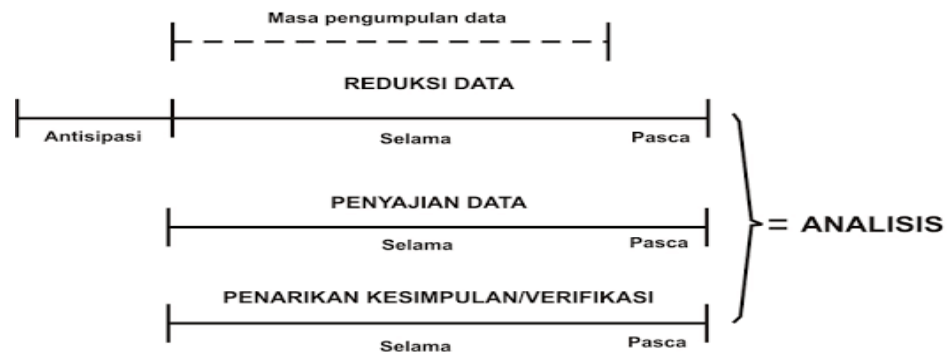 Masa pengumpulan data
REDUKSI DATA
Antisipasi Selama Pasca
PENYAJIAN DATA
Selama Pasca
= ANALISIS
PENARIKAN KESIMPULAN/VERIFIKASI
Selama Pasca